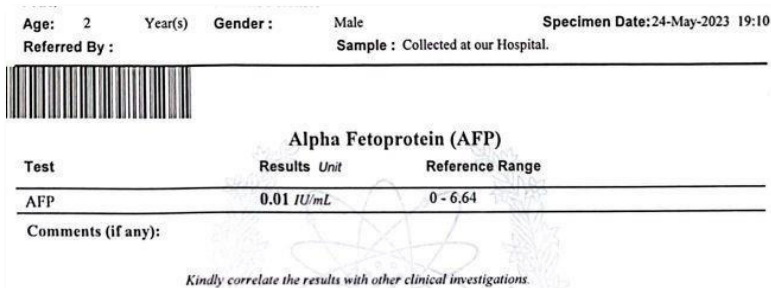 Age: 2 Year(s) Gender : Male Specimen Date:24-May-2023 19:10
Referred By : Sample : Collected at our Hospital.
Alpha Fetoprotein (AFP)
Test Results Unit Reference Range
AFP 0.01 IU/mL 0 - 6.64
Comments (if any):
Kindly correlate the results with other clinical investigations.